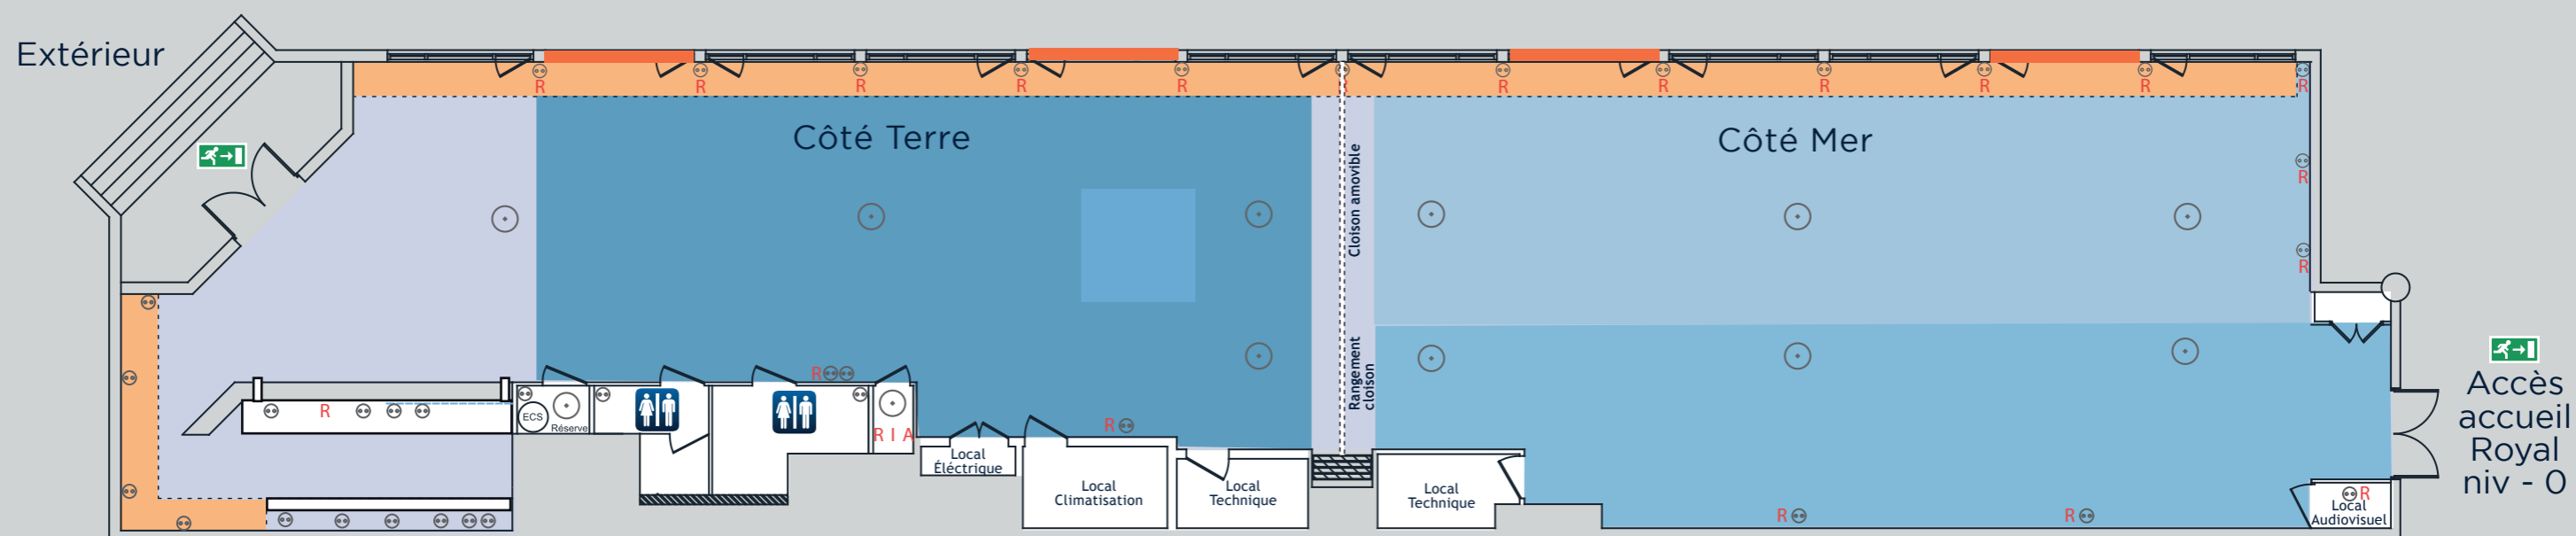 Extérieur
R R R R R R R R R R R
Côté Terre
Côté Mer
Cloison amovible
R
R
Rangement
cloison
R
R
ECS
Réserve
R I A
R
Local
Éléctrique
Local
Climatisation
Local
Technique
Local
Technique
R
R
R
Local
Audiovisuel
Accès
accueil
Royal
niv - 0